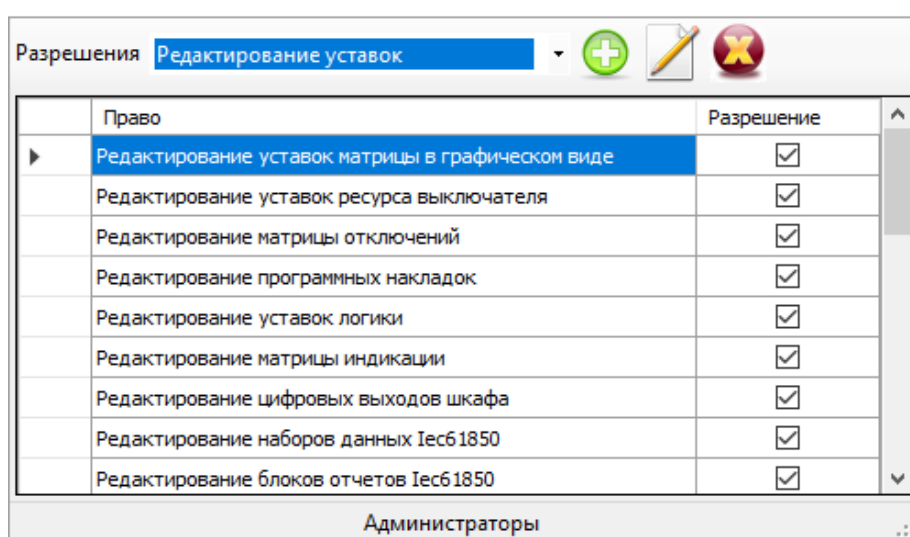 Разрешения Редактирование уставок
Право Разрешение
Редактирование уставок матрицы в графическом виде
Редактирование уставок ресурса выключателя
Редактирование матрицы отключений
Редактирование программных накладок
Редактирование уставок логики
Редактирование матрицы индикации
Редактирование цифровых выходов шкафа
Редактирование наборов данных Iec61850
Редактирование блоков отчетов Iec61850
Администраторы